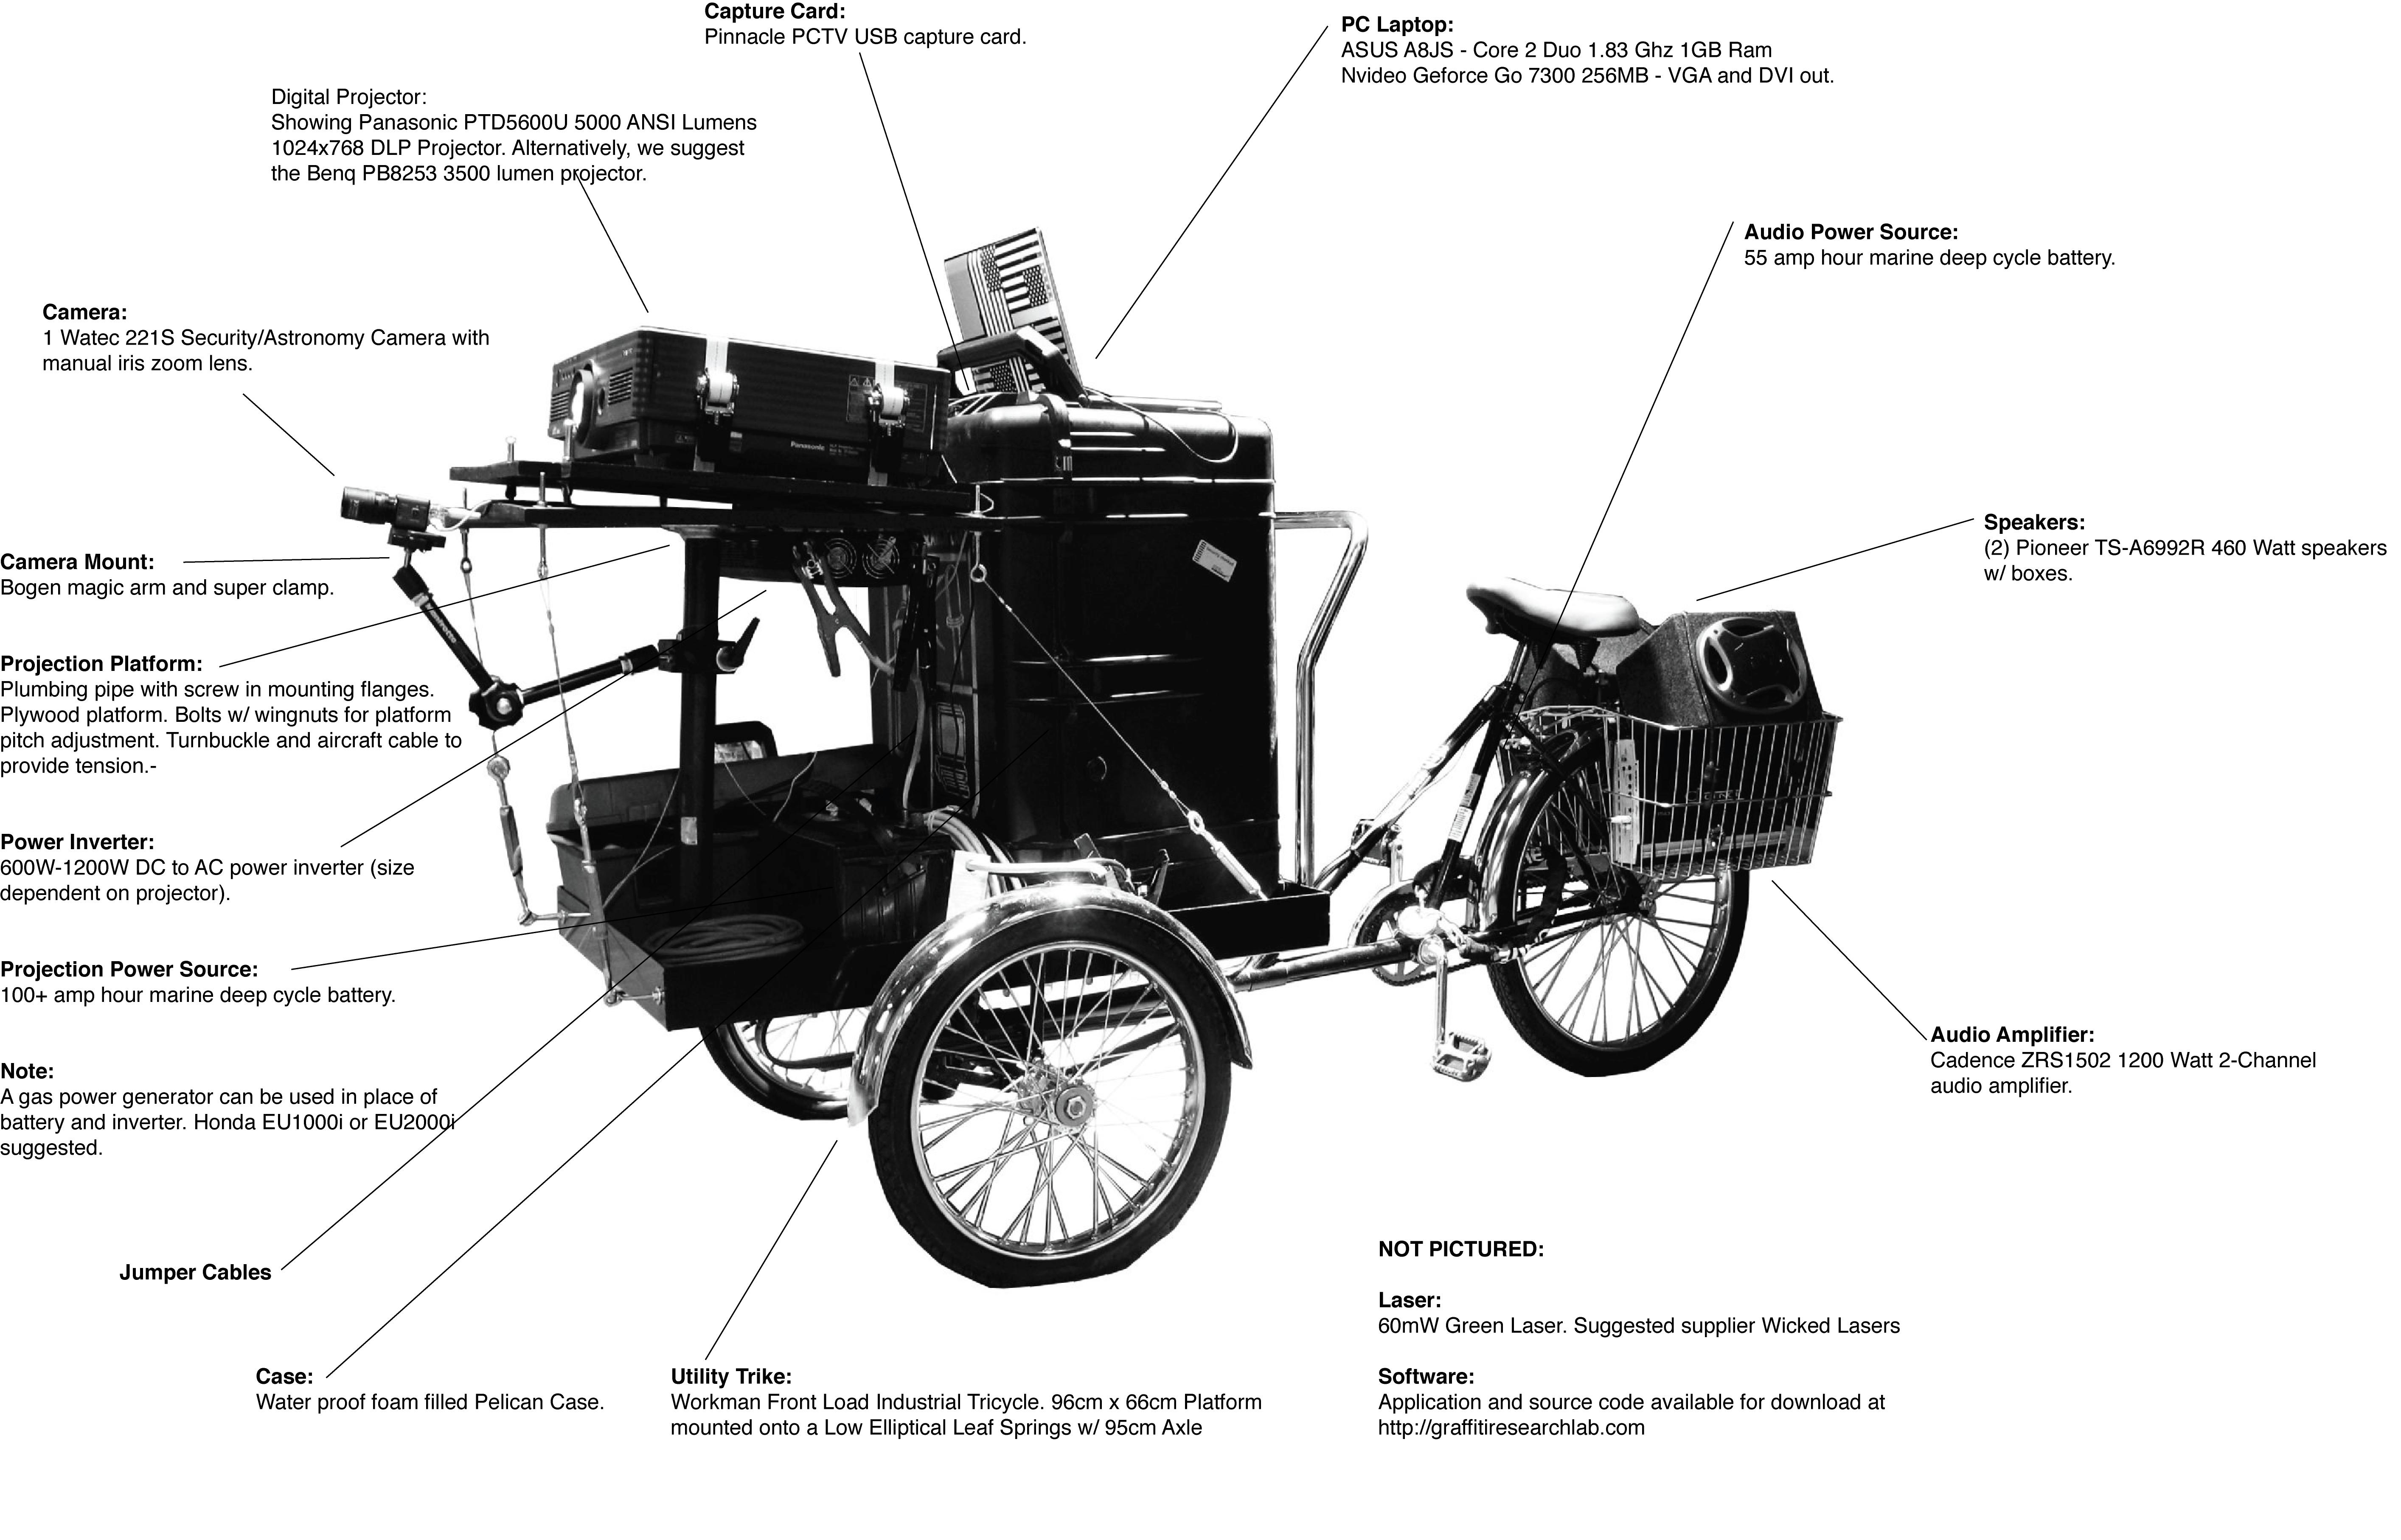 Capture Card:
Pinnacle PCTV USB capture card.
PC Laptop:
ASUS A8JS - Core 2 Duo 1.83 Ghz 1GB Ram
Nvideo Geforce Go 7300 256MB - VGA and DVI out.
Digital Projector:
Showing Panasonic PTD5600U 5000 ANSI Lumens
1024x768 DLP Projector. Alternatively, we suggest
the Benq PB8253 3500 lumen projector.
Audio Power Source:
55 amp hour marine deep cycle battery.
Camera:
1 Watec 221S Security/Astronomy Camera with
manual iris zoom lens.
Panasonic
Speakers:
(2) Pioneer TS-A6992R 460 Watt speakers
w/ boxes.
Camera Mount:
Bogen magic arm and super clamp.
Projection Platform:
Plumbing pipe with screw in mounting flanges.
Plywood platform. Bolts w/ wingnuts for platform
pitch adjustment. Turnbuckle and aircraft cable to
provide tension.-
Power Inverter:
600W-1200W DC to AC power inverter (size
dependent on projector).
Projection Power Source:
100+ amp hour marine deep cycle battery.
Note:
A gas power generator can be used in place of
battery and inverter. Honda EU1000i or EU2000i
suggested.
Audio Amplifier:
Cadence ZRS1502 1200 Watt 2-Channel
audio amplifier.
Jumper Cables
Case:
Water proof foam filled Pelican Case.
Utility Trike:
Workman Front Load Industrial Tricycle. 96cm x 66cm Platform
mounted onto a Low Elliptical Leaf Springs w/ 95cm Axle
NOT PICTURED:
Laser:
60mW Green Laser. Suggested supplier Wicked Lasers
Software:
Application and source code available for download at
http://graffitiresearchlab.com